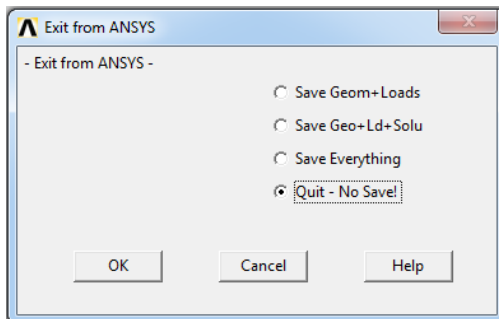 Exit from ANSYS
- Exit from ANSYS -
Save Geom+Loads
Save Geo+Ld+Solu
Save Everything
Quit - No Save!
OK Cancel Help